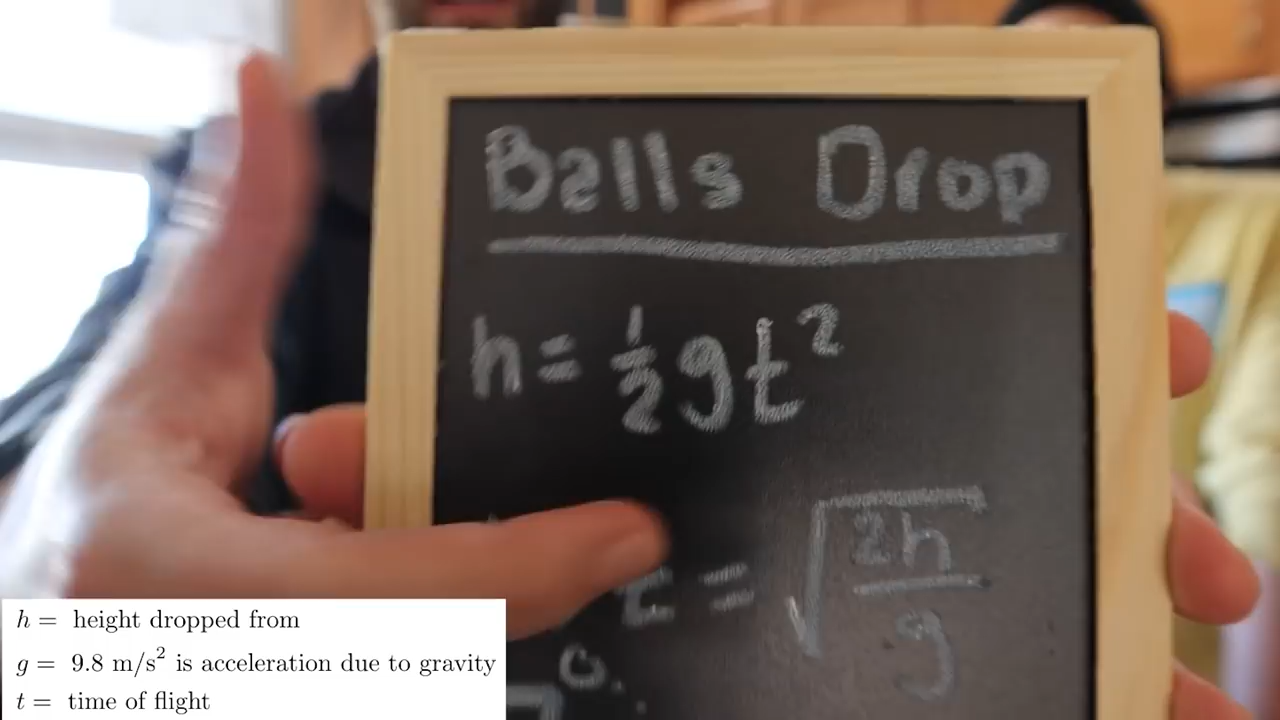 Balls Drop
h = ½gt²
t = √(2h/g)
0.
h = height dropped from
g = 9.8 m/s² is acceleration due to gravity
t = time of flight